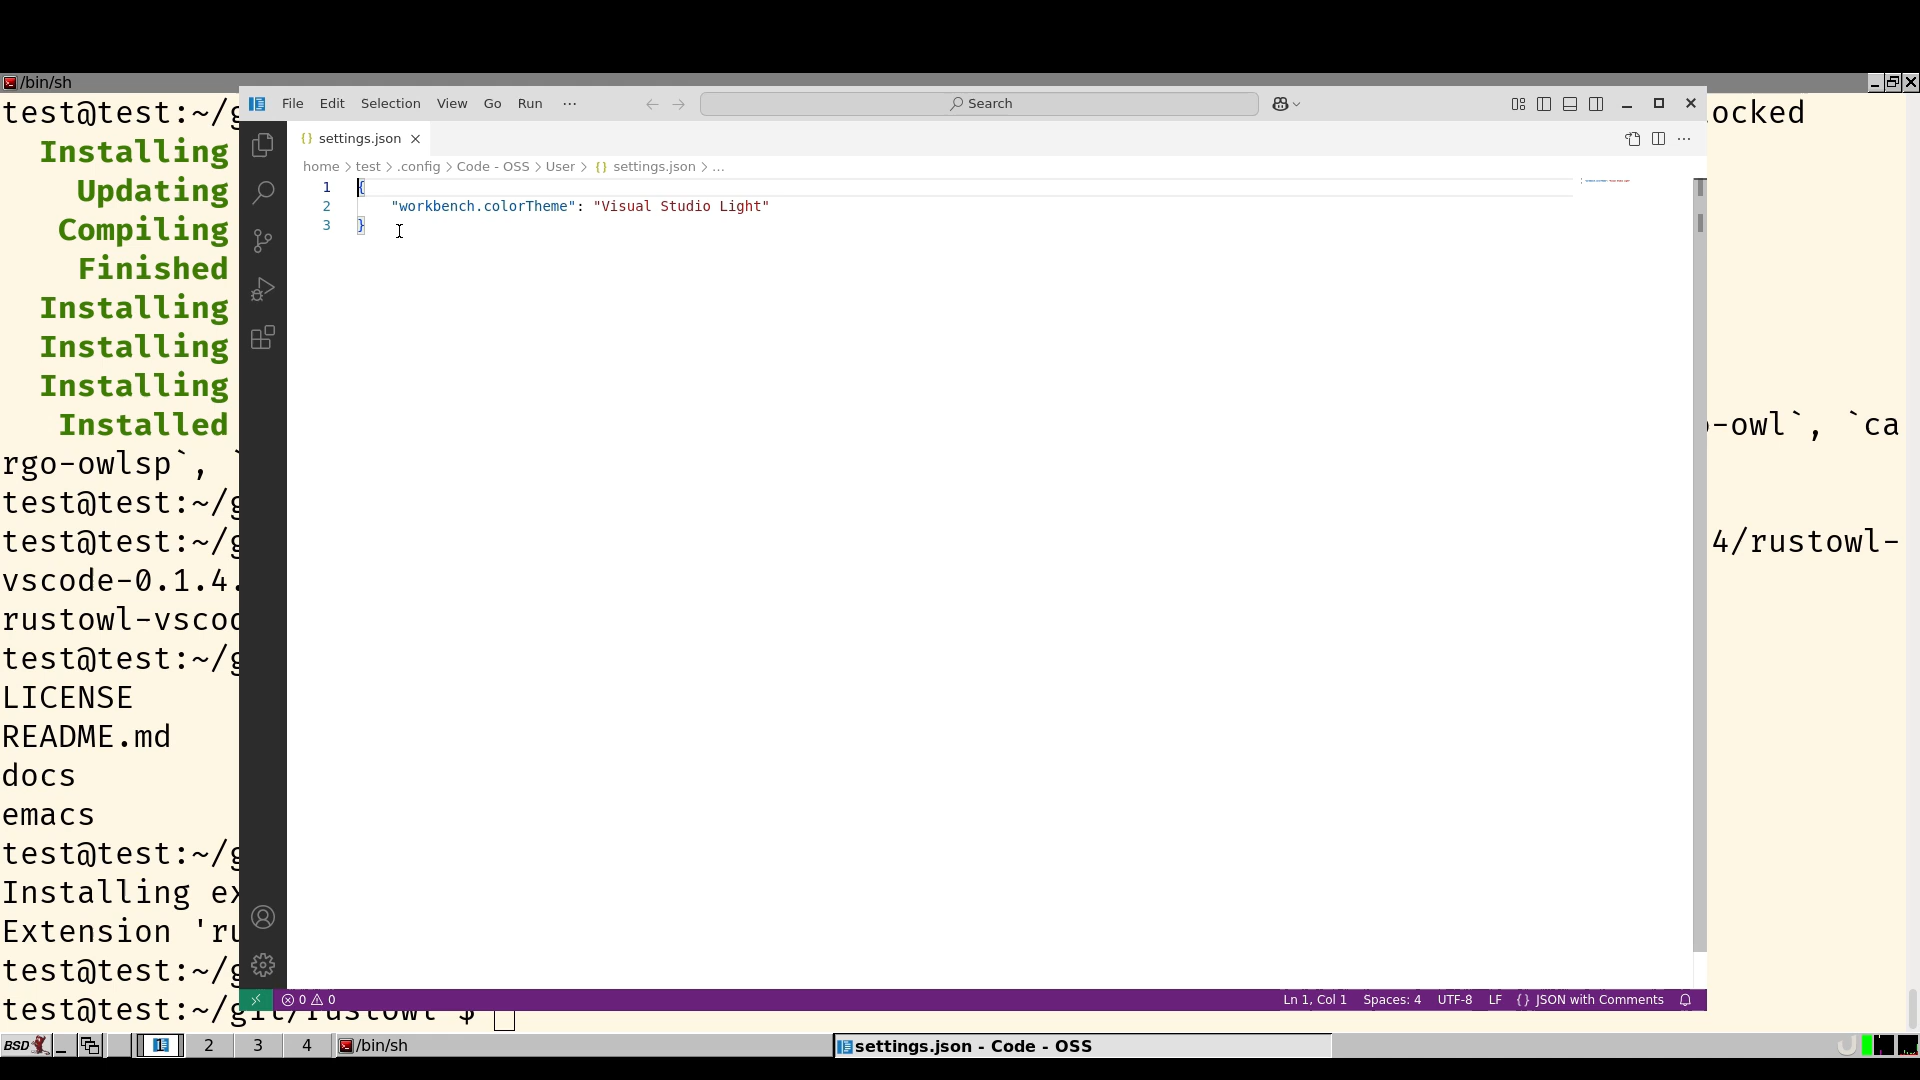 /bin/sh
test@test:~/g
ocked
Installing
Updating
Compiling
Finished
Installing
Installing
Installing
Installed
-owl`, `ca
rgo-owlsp`, `
test@test:~/g
test@test:~/g
4/rustowl-
vscode-0.1.4.
rustowl-vscod
test@test:~/g
LICENSE
README.md
docs
emacs
test@test:~/g
Installing ex
Extension 'ru
test@test:~/g
test@test:~/git/rustowl $
File Edit Selection View Go Run ···
Search
settings.json
home > test > .config > Code - OSS > User > {} settings.json > ...
1 {
2 "workbench.colorTheme": "Visual Studio Light"
3 }
0 0
Ln 1, Col 1 Spaces: 4 UTF-8 LF {} JSON with Comments
BSD 1 2 3 4 /bin/sh settings.json - Code - OSS